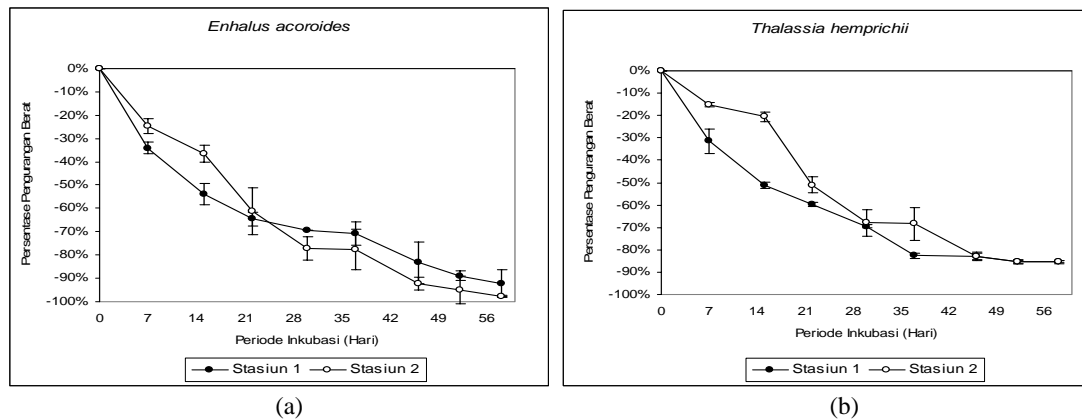 Enhalus acoroides
0%
-10%
-20%
-30%
-40%
-50%
-60%
-70%
-80%
-90%
-100%
Persentase Pengurangan Berat
0 7 14 21 28 35 42 49 56
Periode Inkubasi (Hari)
Stasiun 1 Stasiun 2
(a)
Thalassia hemprichii
0%
-10%
-20%
-30%
-40%
-50%
-60%
-70%
-80%
-90%
-100%
Persentase Pengurangan Berat
0 7 14 21 28 35 42 49 56
Periode Inkubasi (Hari)
Stasiun 1 Stasiun 2
(b)